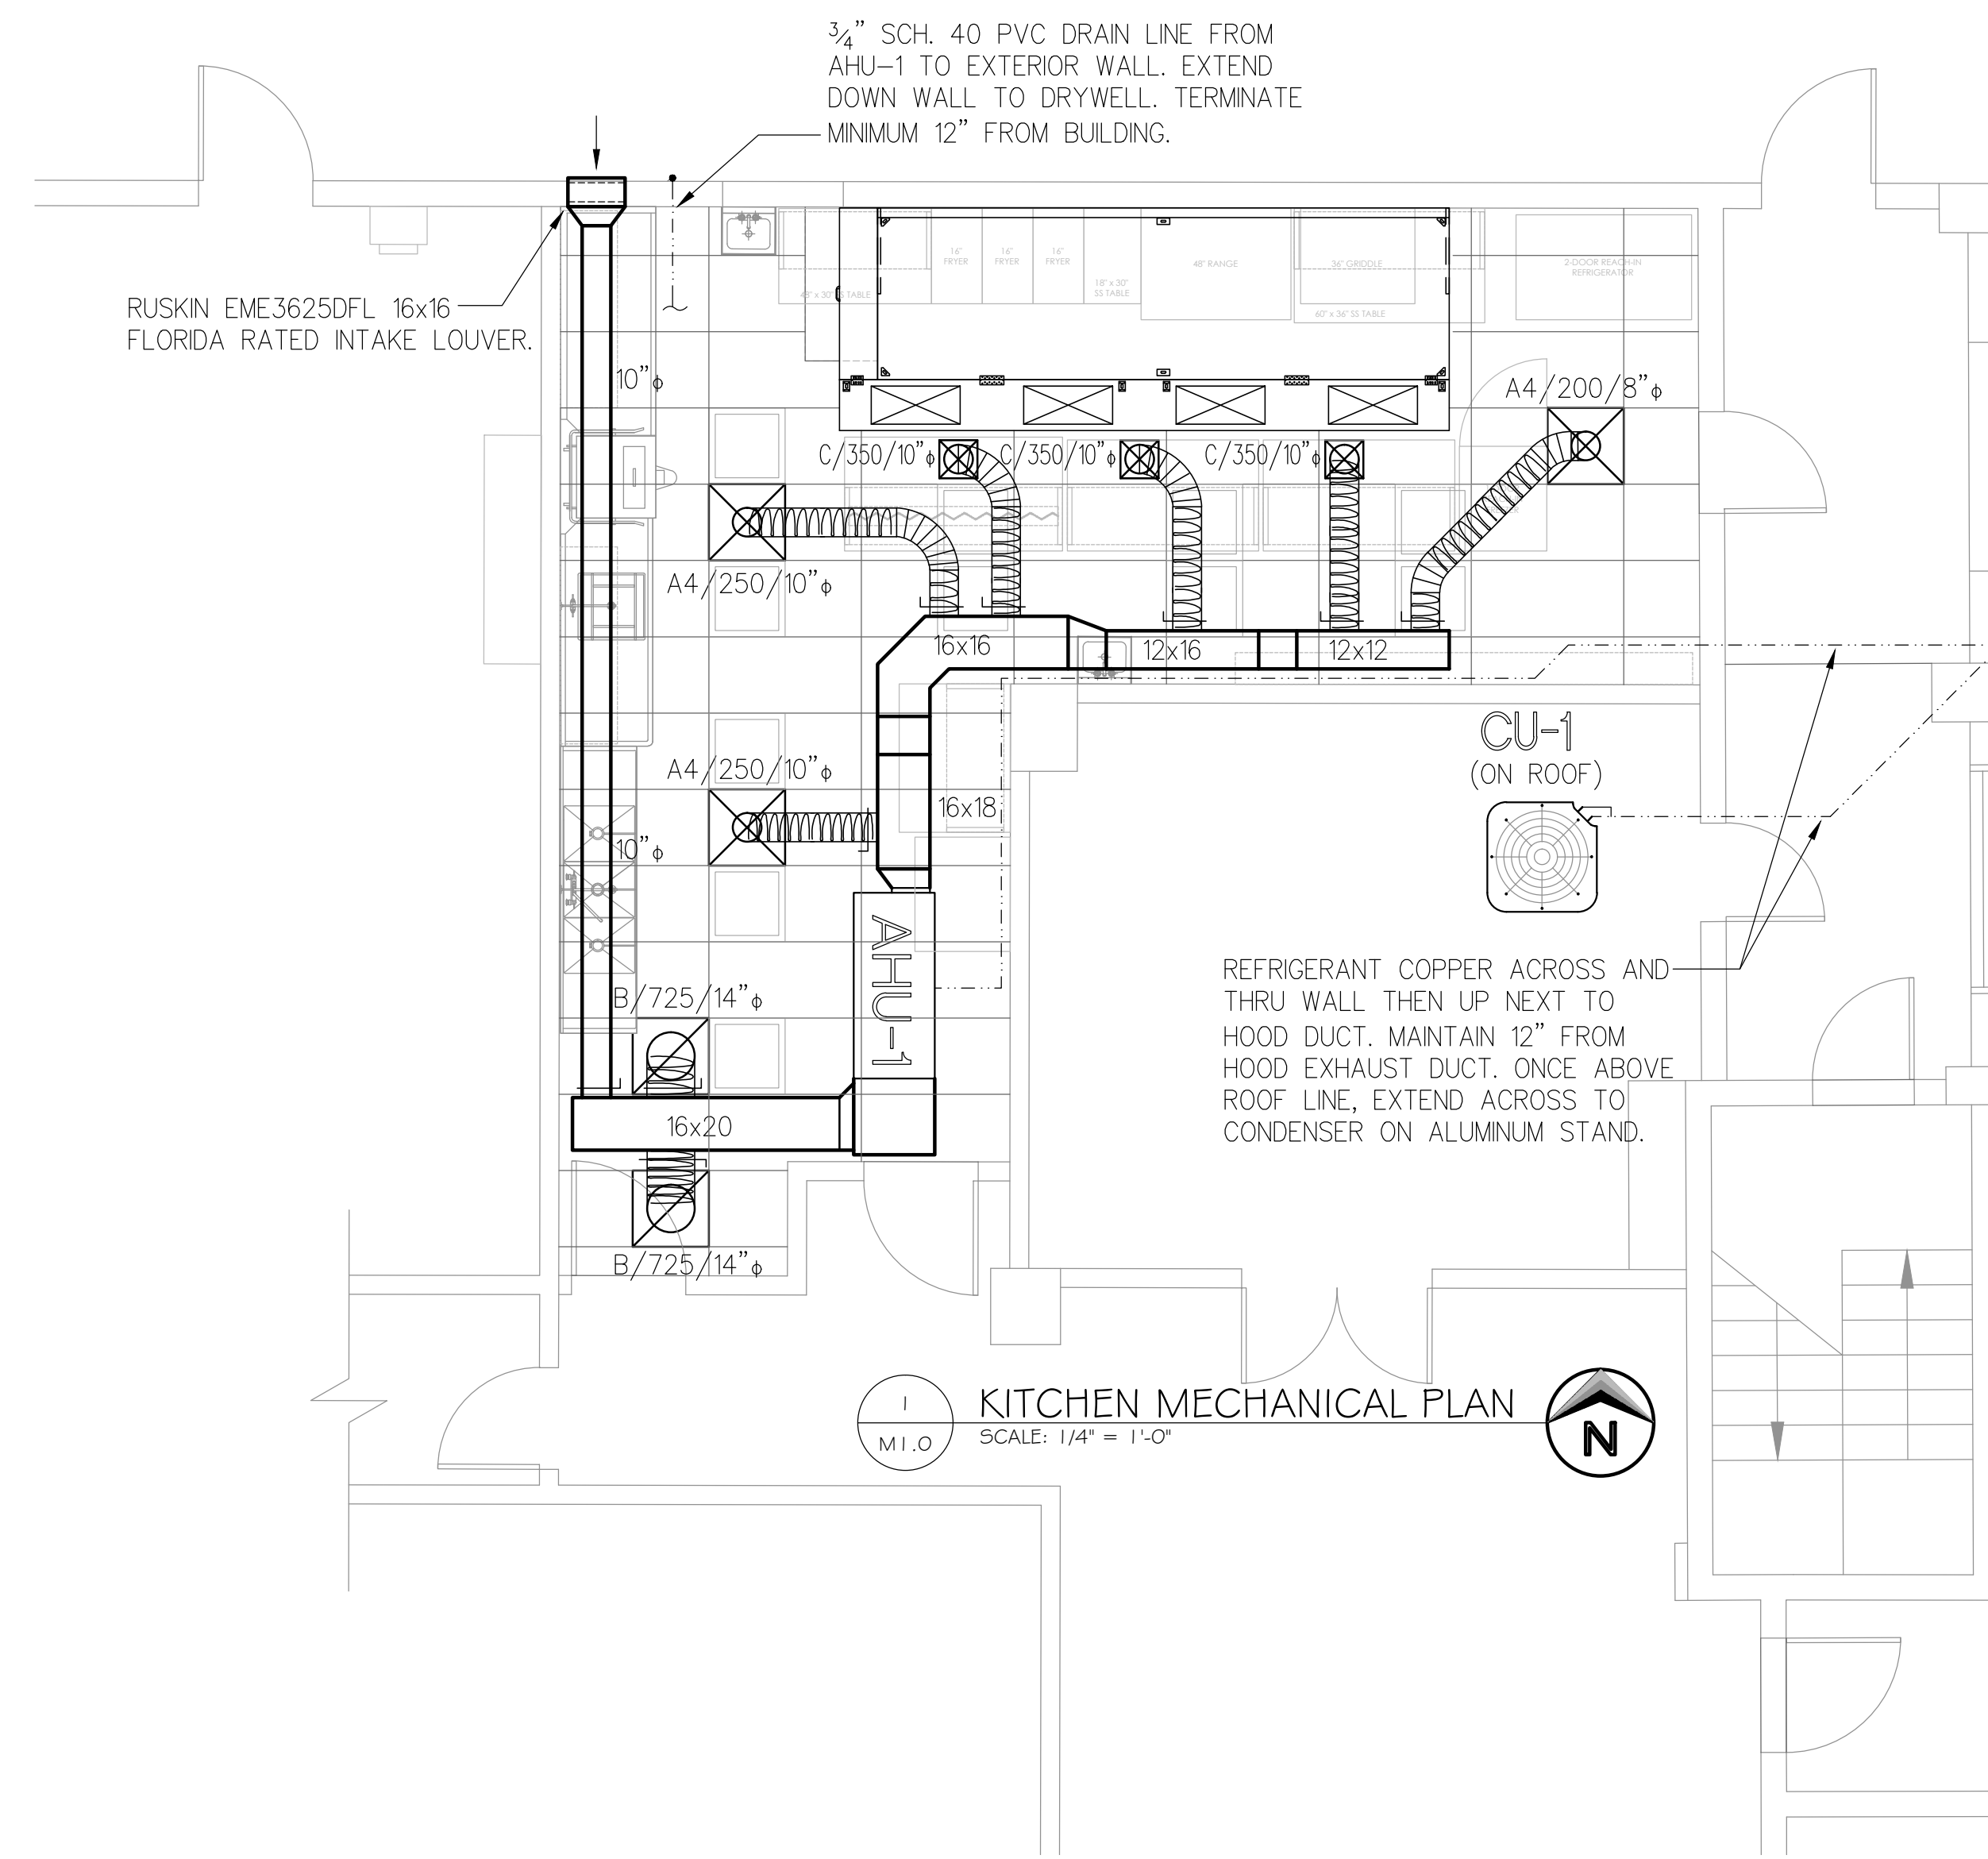 3/4" SCH. 40 PVC DRAIN LINE FROM
AHU-1 TO EXTERIOR WALL. EXTEND
DOWN WALL TO DRYWELL. TERMINATE
MINIMUM 12" FROM BUILDING.
RUSKIN EME3625DFL 16x16
FLORIDA RATED INTAKE LOUVER.
16"
FRYER
16"
FRYER
16"
FRYER
18" x 30"
SS TABLE
48" RANGE
36" GRIDDLE
2-DOOR REACH-IN
REFRIGERATOR
48" x 30" SS TABLE
60" x 36" SS TABLE
10"ϕ
A4/200/8"ϕ
C/350/10"ϕ
C/350/10"ϕ
C/350/10"ϕ
A4/250/10"ϕ
16x16
12x16
12x12
CU-1
(ON ROOF)
A4/250/10"ϕ
16x18
10"ϕ
AHU-1
B/725/14"ϕ
REFRIGERANT COPPER ACROSS AND
THRU WALL THEN UP NEXT TO
HOOD DUCT. MAINTAIN 12" FROM
HOOD EXHAUST DUCT. ONCE ABOVE
ROOF LINE, EXTEND ACROSS TO
CONDENSER ON ALUMINUM STAND.
16x20
B/725/14"ϕ
1
M1.0
KITCHEN MECHANICAL PLAN
SCALE: 1/4" = 1'-0"
N